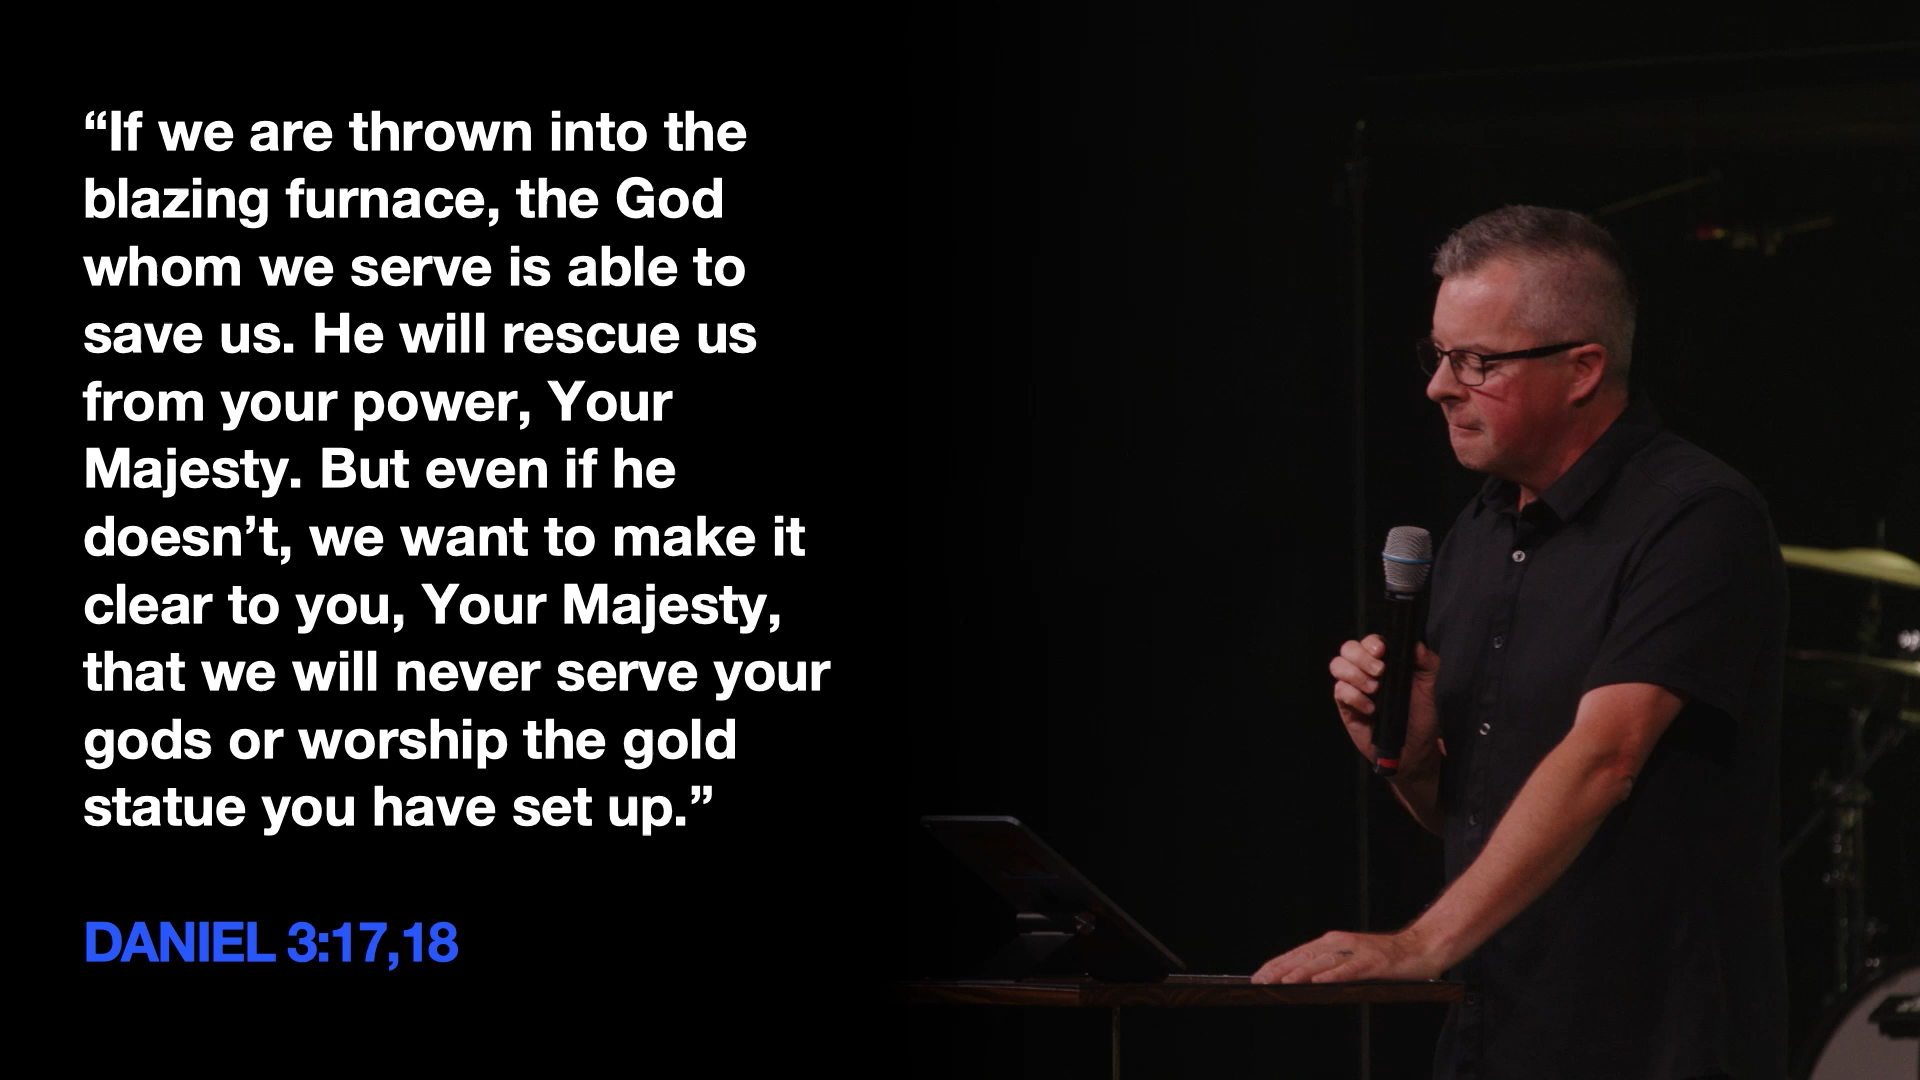 “If we are thrown into the
blazing furnace, the God
whom we serve is able to
save us. He will rescue us
from your power, Your
Majesty. But even if he
doesn’t, we want to make it
clear to you, Your Majesty,
that we will never serve your
gods or worship the gold
statue you have set up.”
DANIEL 3:17,18